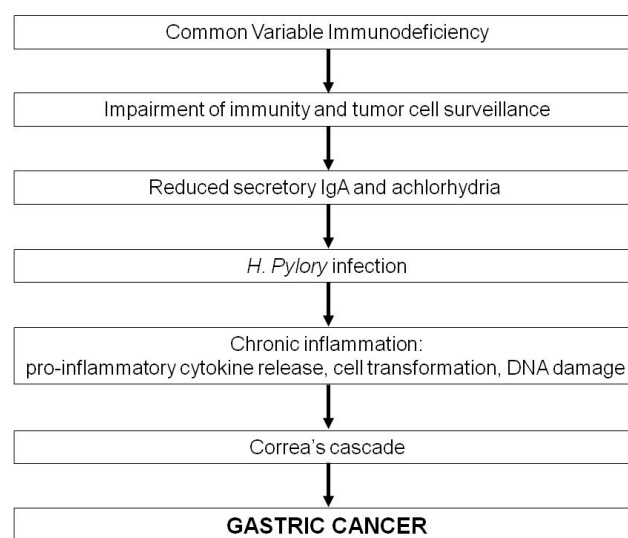 Common Variable Immunodeficiency
Impairment of immunity and tumor cell surveillance
Reduced secretory IgA and achlorhydria
H. Pylory infection
Chronic inflammation:
pro-inflammatory cytokine release, cell transformation, DNA damage
Correa's cascade
GASTRIC CANCER